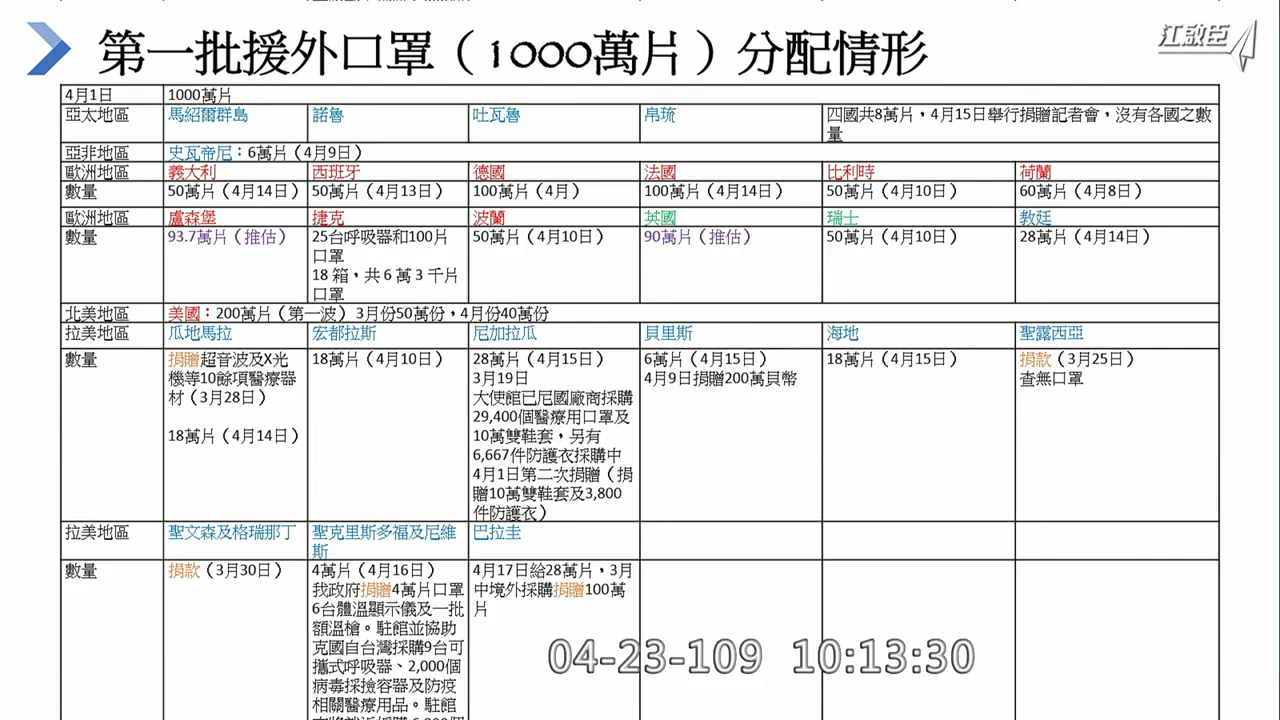 第一批援外口罩（1000萬片）分配情形
江啟臣
4月1日 1000萬片
亞太地區 馬紹爾群島 諾魯 吐瓦魯 帛琉 四國共8萬片，4月15日舉行捐贈記者會，沒有各國之數量
亞非地區 史瓦帝尼：6萬片（4月9日）
歐洲地區 義大利 西班牙 德國 法國 比利時 荷蘭
數量 50萬片（4月14日） 50萬片（4月13日） 100萬片（4月） 100萬片（4月14日） 50萬片（4月10日） 60萬片（4月8日）
歐洲地區 盧森堡 捷克 波蘭 英國 瑞士 教廷
數量 93.7萬片（推估） 25台呼吸器和100片口罩 18箱，共6萬3千片口罩 50萬片（4月10日） 90萬片（推估） 50萬片（4月10日） 28萬片（4月14日）
北美地區 美國：200萬片（第一波）3月份50萬份，4月份40萬份
拉美地區 瓜地馬拉 宏都拉斯 尼加拉瓜 貝里斯 海地 聖露西亞
數量
捐贈超音波及X光
機等10餘項醫療器
材（3月28日）
18萬片（4月14日）
18萬片（4月10日）
28萬片（4月15日）
3月19日
大使館已尼國廠商採購
29,400個醫療用口罩及
10萬雙鞋套，另有
6,667件防護衣採購中
4月1日第二次捐贈（捐
贈10萬雙鞋套及3,800
件防護衣）
6萬片（4月15日）
4月9日捐贈200萬貝幣
18萬片（4月15日）
捐款（3月25日）
查無口罩
拉美地區 聖文森及格瑞那丁 聖克里斯多福及尼維斯 巴拉圭
數量
捐款（3月30日）
4萬片（4月16日）
我政府捐贈4萬片口罩
6台體溫顯示儀及一批
額溫槍。駐館並協助
克國自台灣採購9台可
攜式呼吸器、2,000個
病毒採撿容器及防疫
相關醫療用品。駐館
4月17日給28萬片，3月
中境外採購捐贈100萬
片
04-23-109 10:13:30